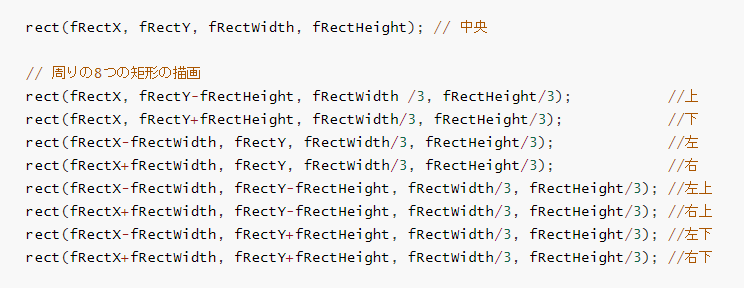 rect(fRectX, fRectY, fRectWidth, fRectHeight); // 中央
// 周りの8つの矩形の描画
rect(fRectX, fRectY-fRectHeight, fRectWidth /3, fRectHeight/3); //上
rect(fRectX, fRectY+fRectHeight, fRectWidth/3, fRectHeight/3); //下
rect(fRectX-fRectWidth, fRectY, fRectWidth/3, fRectHeight/3); //左
rect(fRectX+fRectWidth, fRectY, fRectWidth/3, fRectHeight/3); //右
rect(fRectX-fRectWidth, fRectY-fRectHeight, fRectWidth/3, fRectHeight/3); //左上
rect(fRectX+fRectWidth, fRectY-fRectHeight, fRectWidth/3, fRectHeight/3); //右上
rect(fRectX-fRectWidth, fRectY+fRectHeight, fRectWidth/3, fRectHeight/3); //左下
rect(fRectX+fRectWidth, fRectY+fRectHeight, fRectWidth/3, fRectHeight/3); //右下